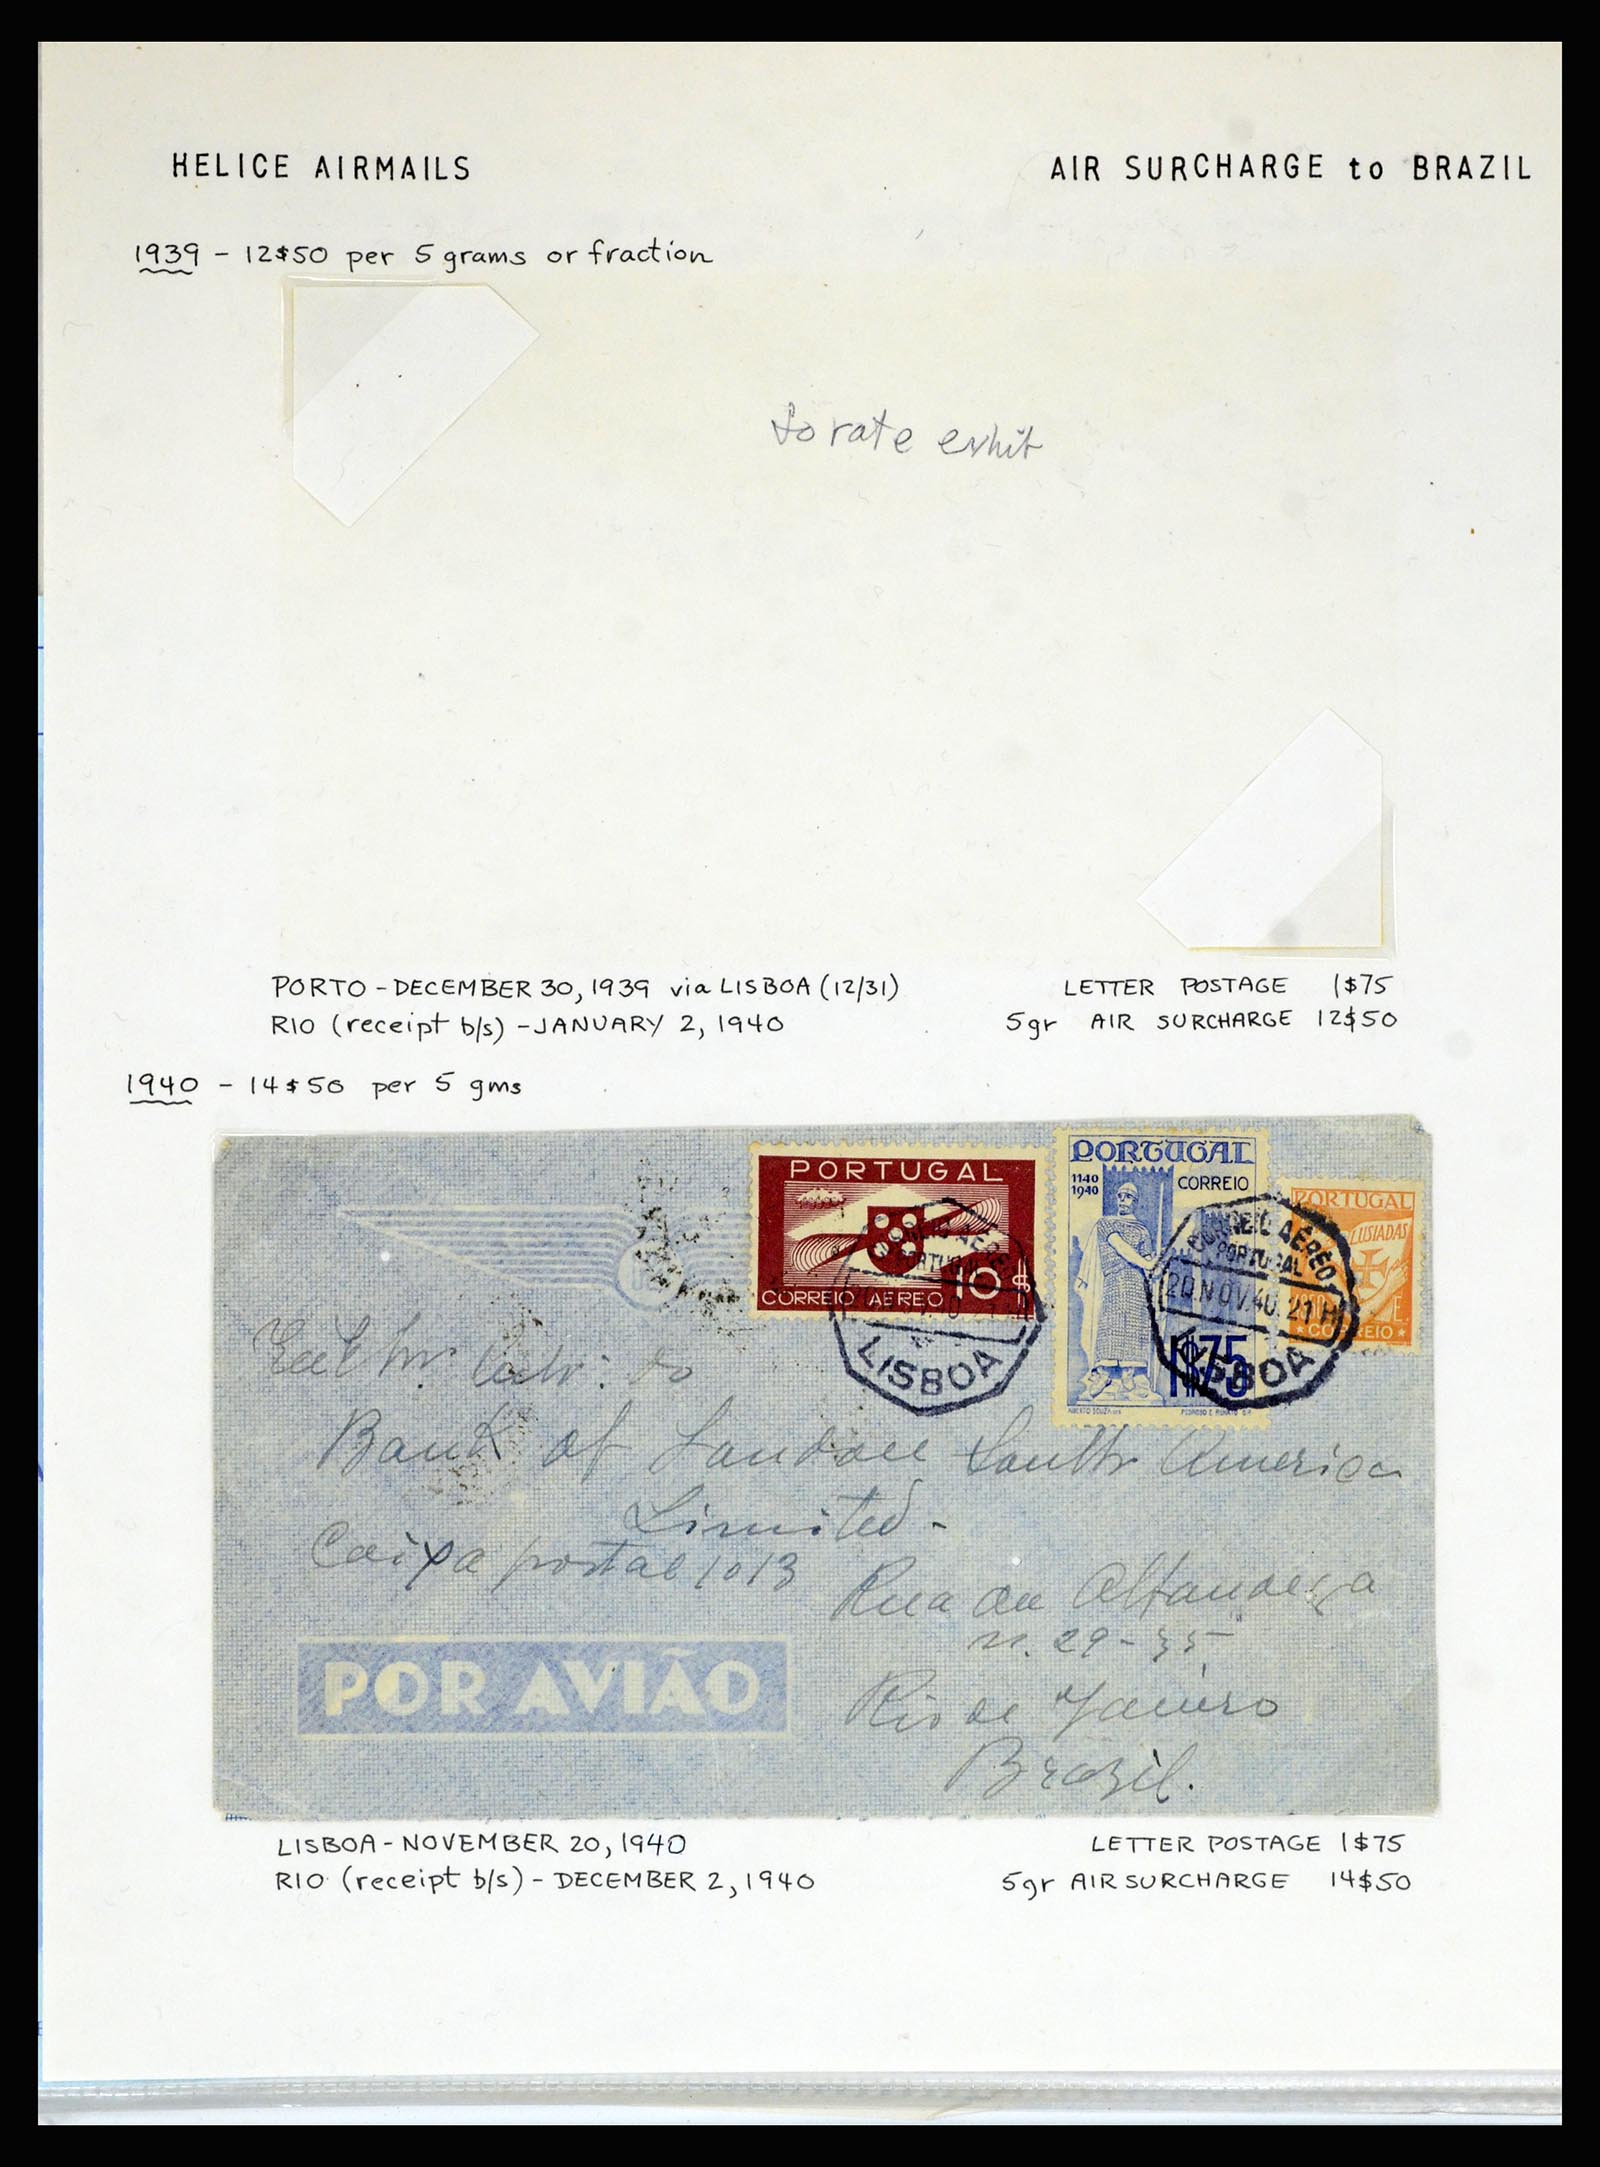 HELICE AIRMAILS
AIR SURCHARGE to BRAZIL
1939 - 12$50 per 5 grams or fraction
to rate exhit
PORTO - DECEMBER 30, 1939 via LISBOA (12/31)
RIO (receipt b/s) - JANUARY 2, 1940
LETTER POSTAGE 1$75
5gr AIR SURCHARGE 12$50
1940 - 14$50 per 5 gms
PORTUGAL
10$
CORREIO AEREO
PORTUGAL
1140
1940
CORREIO
1$75
PORTUGAL
LUSIADAS
CORREIO
CORREIO AEREO
PORTUGAL
LISBOA
CORREIO AEREO
PORTUGAL
20.NOV.40.21H
LISBOA
Bank of London South America
Limited -
Caixa postal 1013
Rua da Alfandega
n. 29-35
Rio de Janeiro
Brazil.
POR AVIÃO
LISBOA - NOVEMBER 20, 1940
RIO (receipt b/s) - DECEMBER 2, 1940
LETTER POSTAGE 1$75
5gr AIR SURCHARGE 14$50